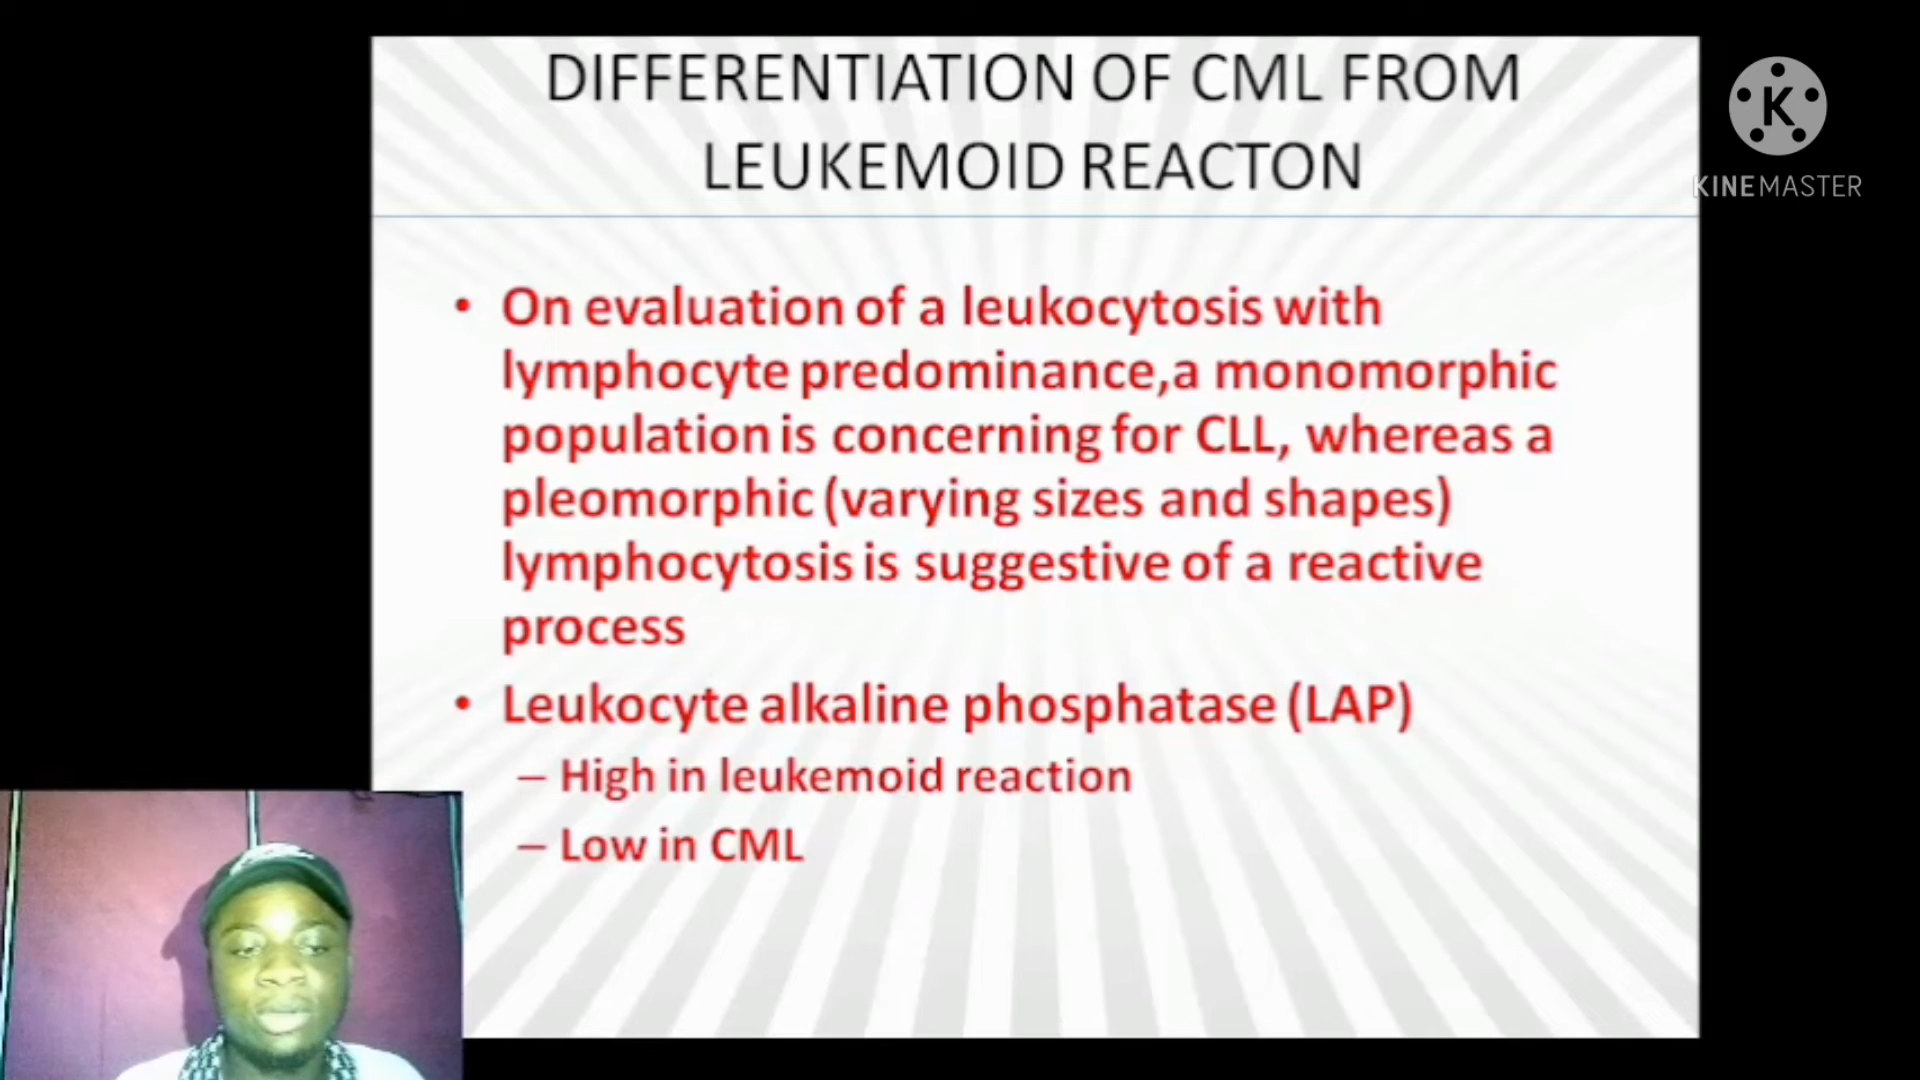 DIFFERENTIATION OF CML FROM
LEUKEMOID REACTON
K
KINEMASTER
• On evaluation of a leukocytosis with
lymphocyte predominance,a monomorphic
population is concerning for CLL, whereas a
pleomorphic (varying sizes and shapes)
lymphocytosis is suggestive of a reactive
process
• Leukocyte alkaline phosphatase (LAP)
– High in leukemoid reaction
– Low in CML